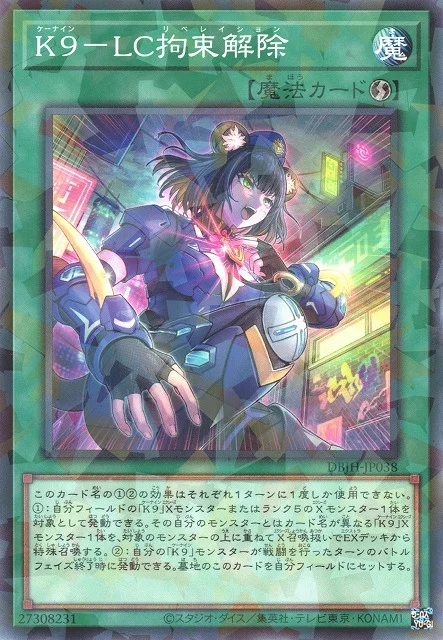 ケーナイン リベレイション
K9-LC拘束解除
魔
【魔法カード】
DBJH-JP038
このカード名の①②の効果はそれぞれ1ターンに1度しか使用できない。
①：自分フィールドの「K9」Xモンスターまたはランク５のXモンスター1体を
対象として発動できる。その自分のモンスターとはカード名が異なる「K9」X
モンスター1体を、対象のモンスターの上に重ねてX召喚扱いでEXデッキから
特殊召喚する。②：自分の「K9」モンスターが戦闘を行ったターンのバトル
フェイズ終了時に発動できる。墓地のこのカードを自分フィールドにセットする。
27308231
©スタジオ・ダイス／集英社・テレビ東京・KONAMI